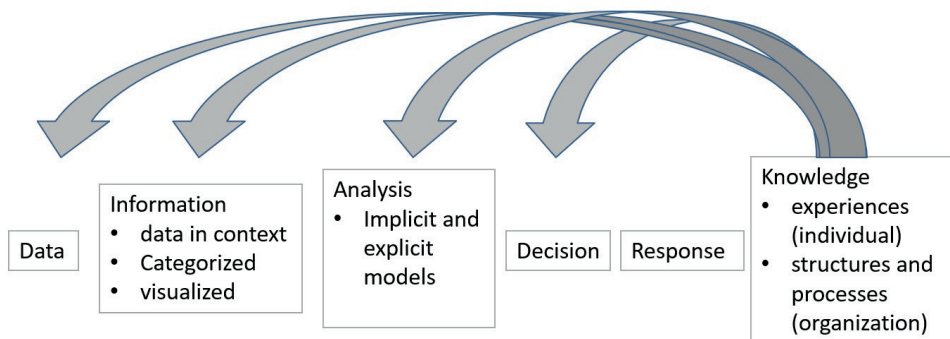 Data
Information
• data in context
• Categorized
• visualized
Analysis
• Implicit and
explicit
models
Decision
Response
Knowledge
• experiences
(individual)
• structures and
processes
(organization)